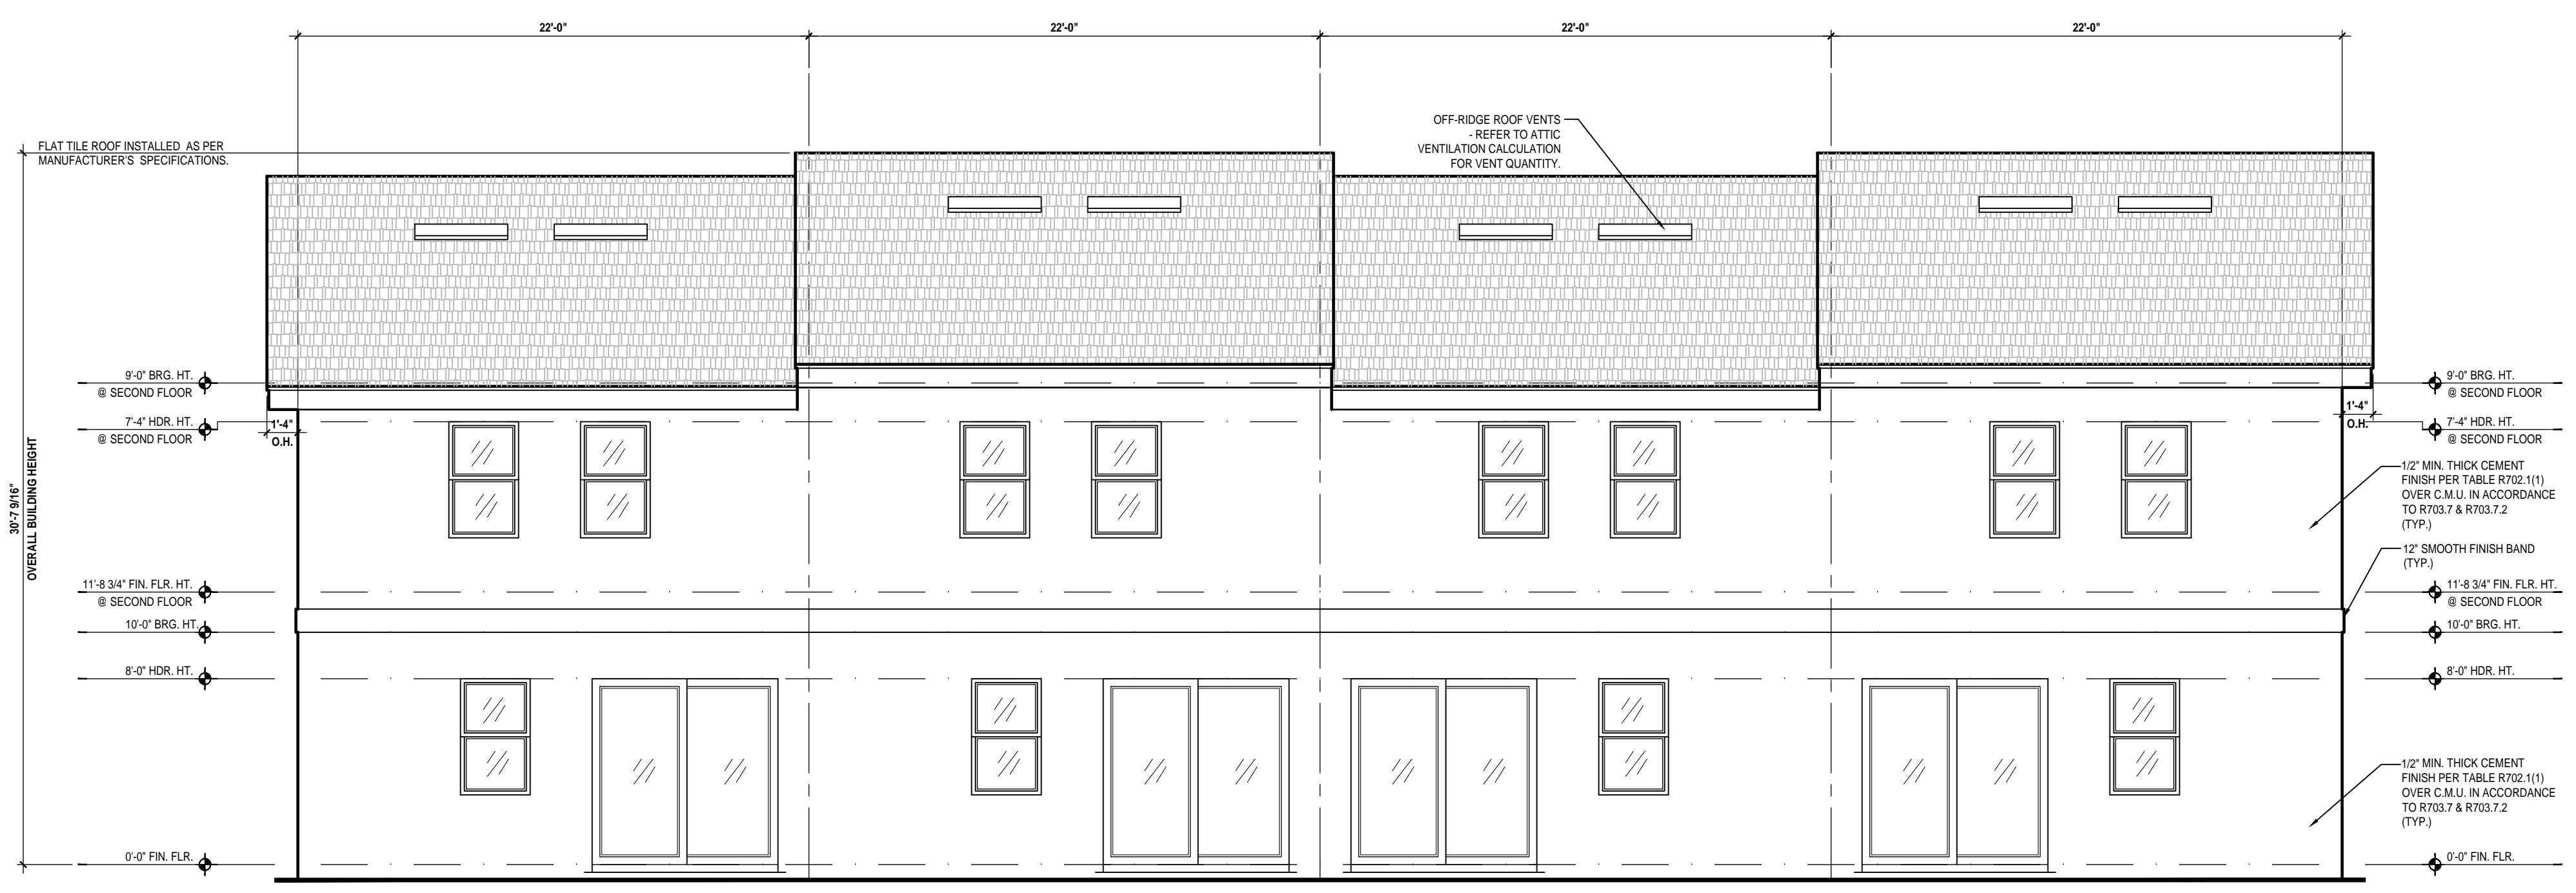 22'-0"
22'-0"
22'-0"
22'-0"
FLAT TILE ROOF INSTALLED AS PER
MANUFACTURER'S SPECIFICATIONS.
OFF-RIDGE ROOF VENTS
- REFER TO ATTIC
VENTILATION CALCULATION
FOR VENT QUANTITY.
30'-7 9/16"
OVERALL BUILDING HEIGHT
9'-0" BRG. HT.
@ SECOND FLOOR
7'-4" HDR. HT.
@ SECOND FLOOR
1'-4"
O.H.
11'-8 3/4" FIN. FLR. HT.
@ SECOND FLOOR
10'-0" BRG. HT.
8'-0" HDR. HT.
0'-0" FIN. FLR.
9'-0" BRG. HT.
@ SECOND FLOOR
1'-4"
O.H.
7'-4" HDR. HT.
@ SECOND FLOOR
1/2" MIN. THICK CEMENT
FINISH PER TABLE R702.1(1)
OVER C.M.U. IN ACCORDANCE
TO R703.7 & R703.7.2
(TYP.)
12" SMOOTH FINISH BAND
(TYP.)
11'-8 3/4" FIN. FLR. HT.
@ SECOND FLOOR
10'-0" BRG. HT.
8'-0" HDR. HT.
1/2" MIN. THICK CEMENT
FINISH PER TABLE R702.1(1)
OVER C.M.U. IN ACCORDANCE
TO R703.7 & R703.7.2
(TYP.)
0'-0" FIN. FLR.